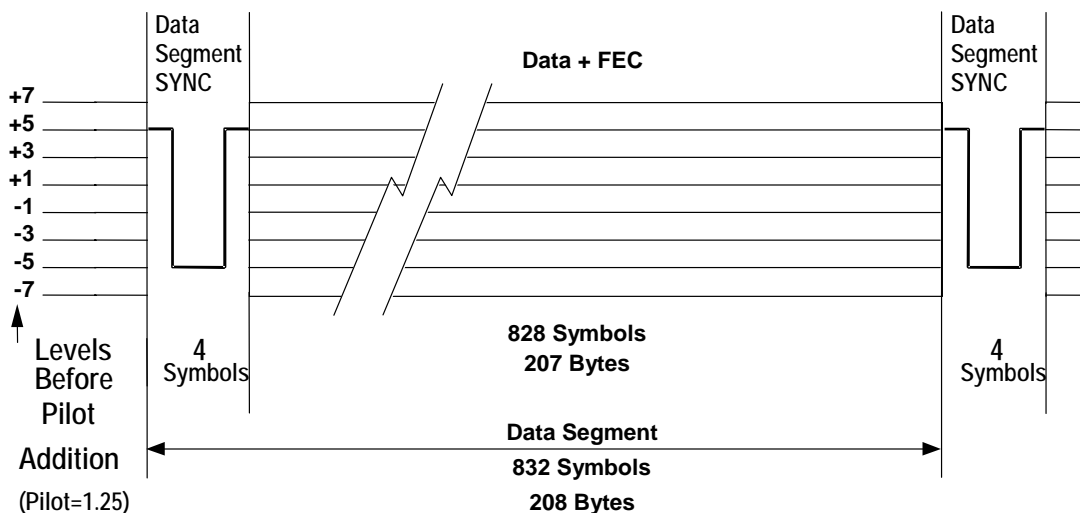 Data
Segment
SYNC
Data + FEC
Data
Segment
SYNC
+7
+5
+3
+1
-1
-3
-5
-7
Levels
Before
Pilot
Addition
(Pilot=1.25)
4
Symbols
828 Symbols
207 Bytes
4
Symbols
Data Segment
832 Symbols
208 Bytes